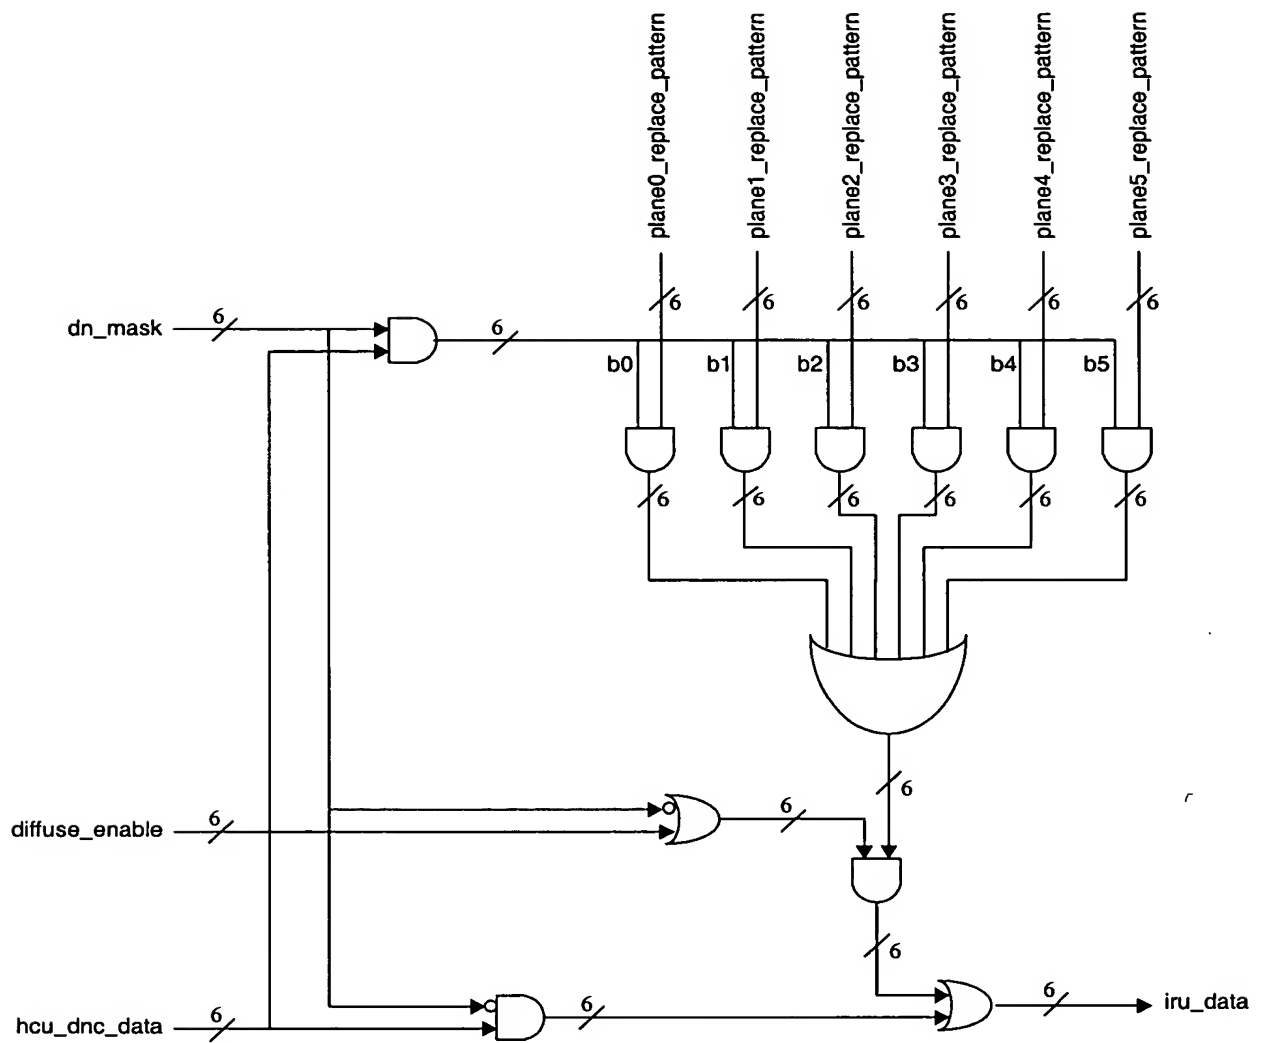 plane0_replace_pattern
plane1_replace_pattern
plane2_replace_pattern
plane3_replace_pattern
plane4_replace_pattern
plane5_replace_pattern
6 6 6 6 6 6
dn_mask 6 6
b0 b1 b2 b3 b4 b5
6 6 6 6 6 6
6
diffuse_enable 6 6
6
hcu_dnc_data 6 6 6 iru_data